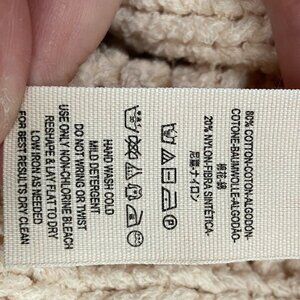 80% COTTON-COTON-ALGODÓN-
COTONE-BAUMWOLLE-ALGODÃO-
棉花-綿
20% NYLON-FIBRA SINTÉTICA-
尼龍-ナイロン
HAND WASH COLD
MILD DETERGENT
DO NOT WRING OR TWIST
USE ONLY NON-CHLORINE BLEACH
RESHAPE & LAY FLAT TO DRY
LOW IRON AS NEEDED
FOR BEST RESULTS DRY CLEAN